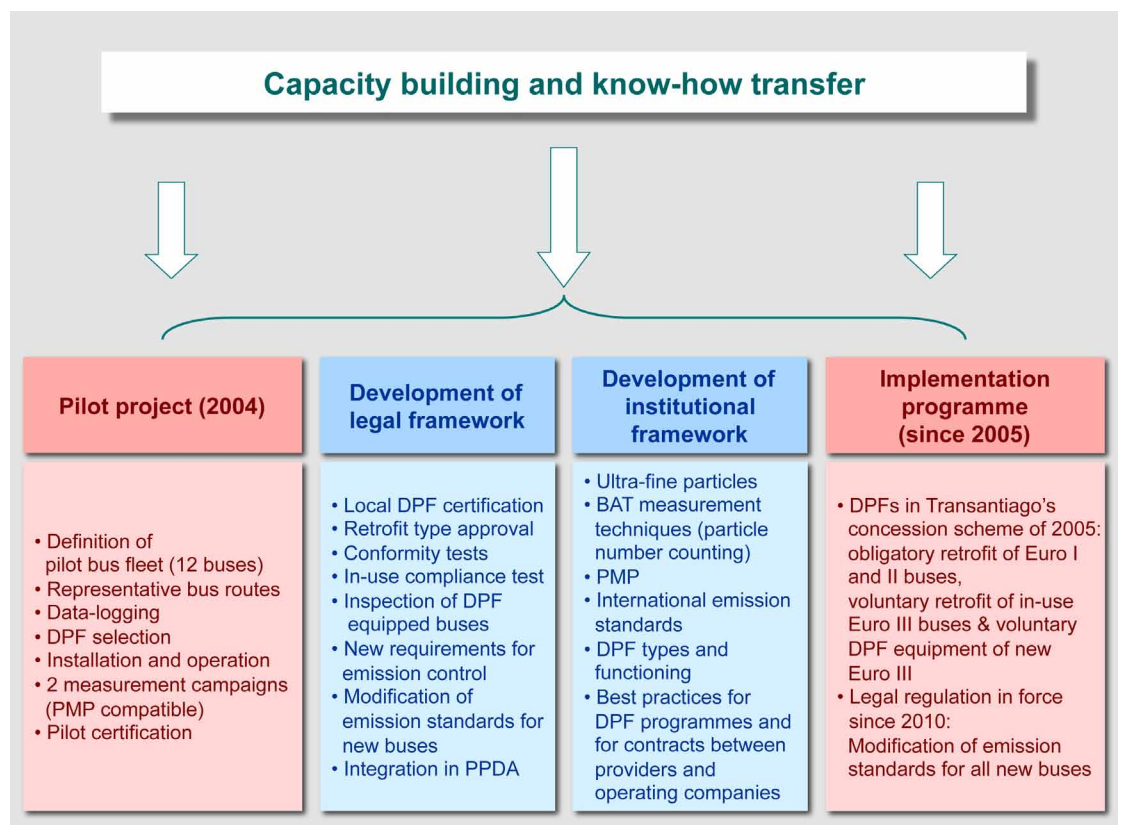 Capacity building and know-how transfer
Pilot project (2004)
• Definition of
pilot bus fleet (12 buses)
• Representative bus routes
• Data-logging
• DPF selection
• Installation and operation
• 2 measurement campaigns
(PMP compatible)
• Pilot certification
Development of
legal framework
• Local DPF certification
• Retrofit type approval
• Conformity tests
• In-use compliance test
• Inspection of DPF
equipped buses
• New requirements for
emission control
• Modification of
emission standards for
new buses
• Integration in PPDA
Development of
institutional
framework
• Ultra-fine particles
• BAT measurement
techniques (particle
number counting)
• PMP
• International emission
standards
• DPF types and
functioning
• Best practices for
DPF programmes and
for contracts between
providers and
operating companies
Implementation
programme
(since 2005)
• DPFs in Transantiago's
concession scheme of 2005:
obligatory retrofit of Euro I
and II buses,
voluntary retrofit of in-use
Euro III buses & voluntary
DPF equipment of new
Euro III
• Legal regulation in force
since 2010:
Modification of emission
standards for all new buses